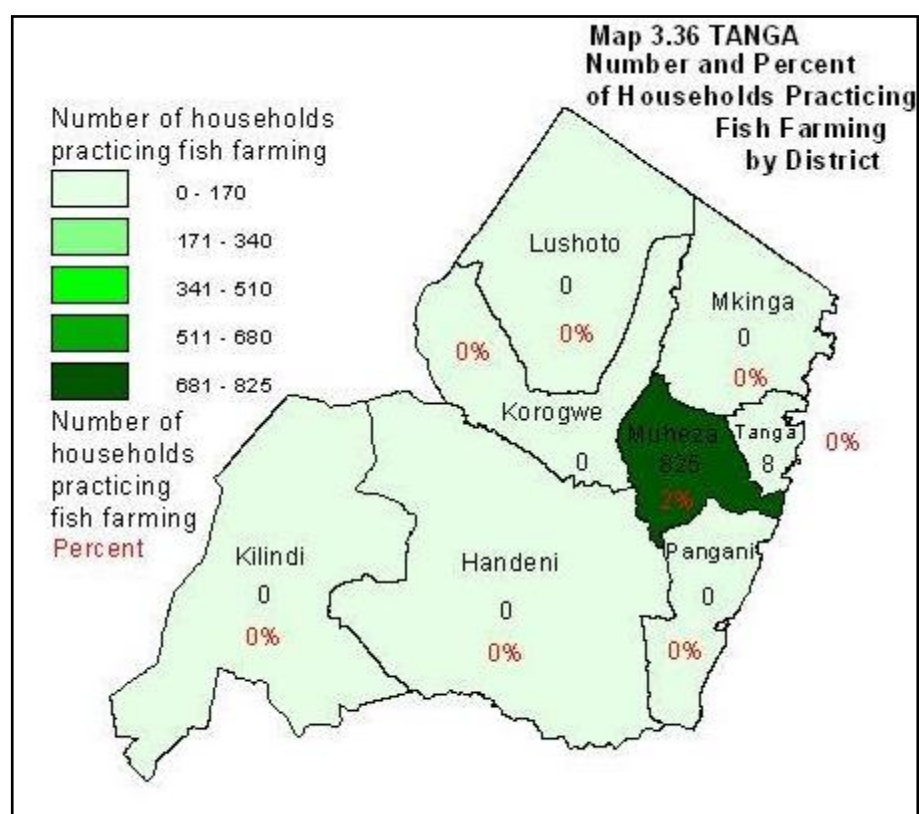 Map 3.36 TANGA
Number and Percent
of Households Practicing
Fish Farming
by District
Number of households
practicing fish farming
0 - 170
171 - 340
341 - 510
511 - 680
681 - 825
Number of
households
practicing
fish farming
Percent
Lushoto
0
0%
Mkinga
0
0%
0%
Korogwe
0
Muheza
825
2%
Tanga
8
0%
Kilindi
0
0%
Handeni
0
0%
Pangani
0
0%